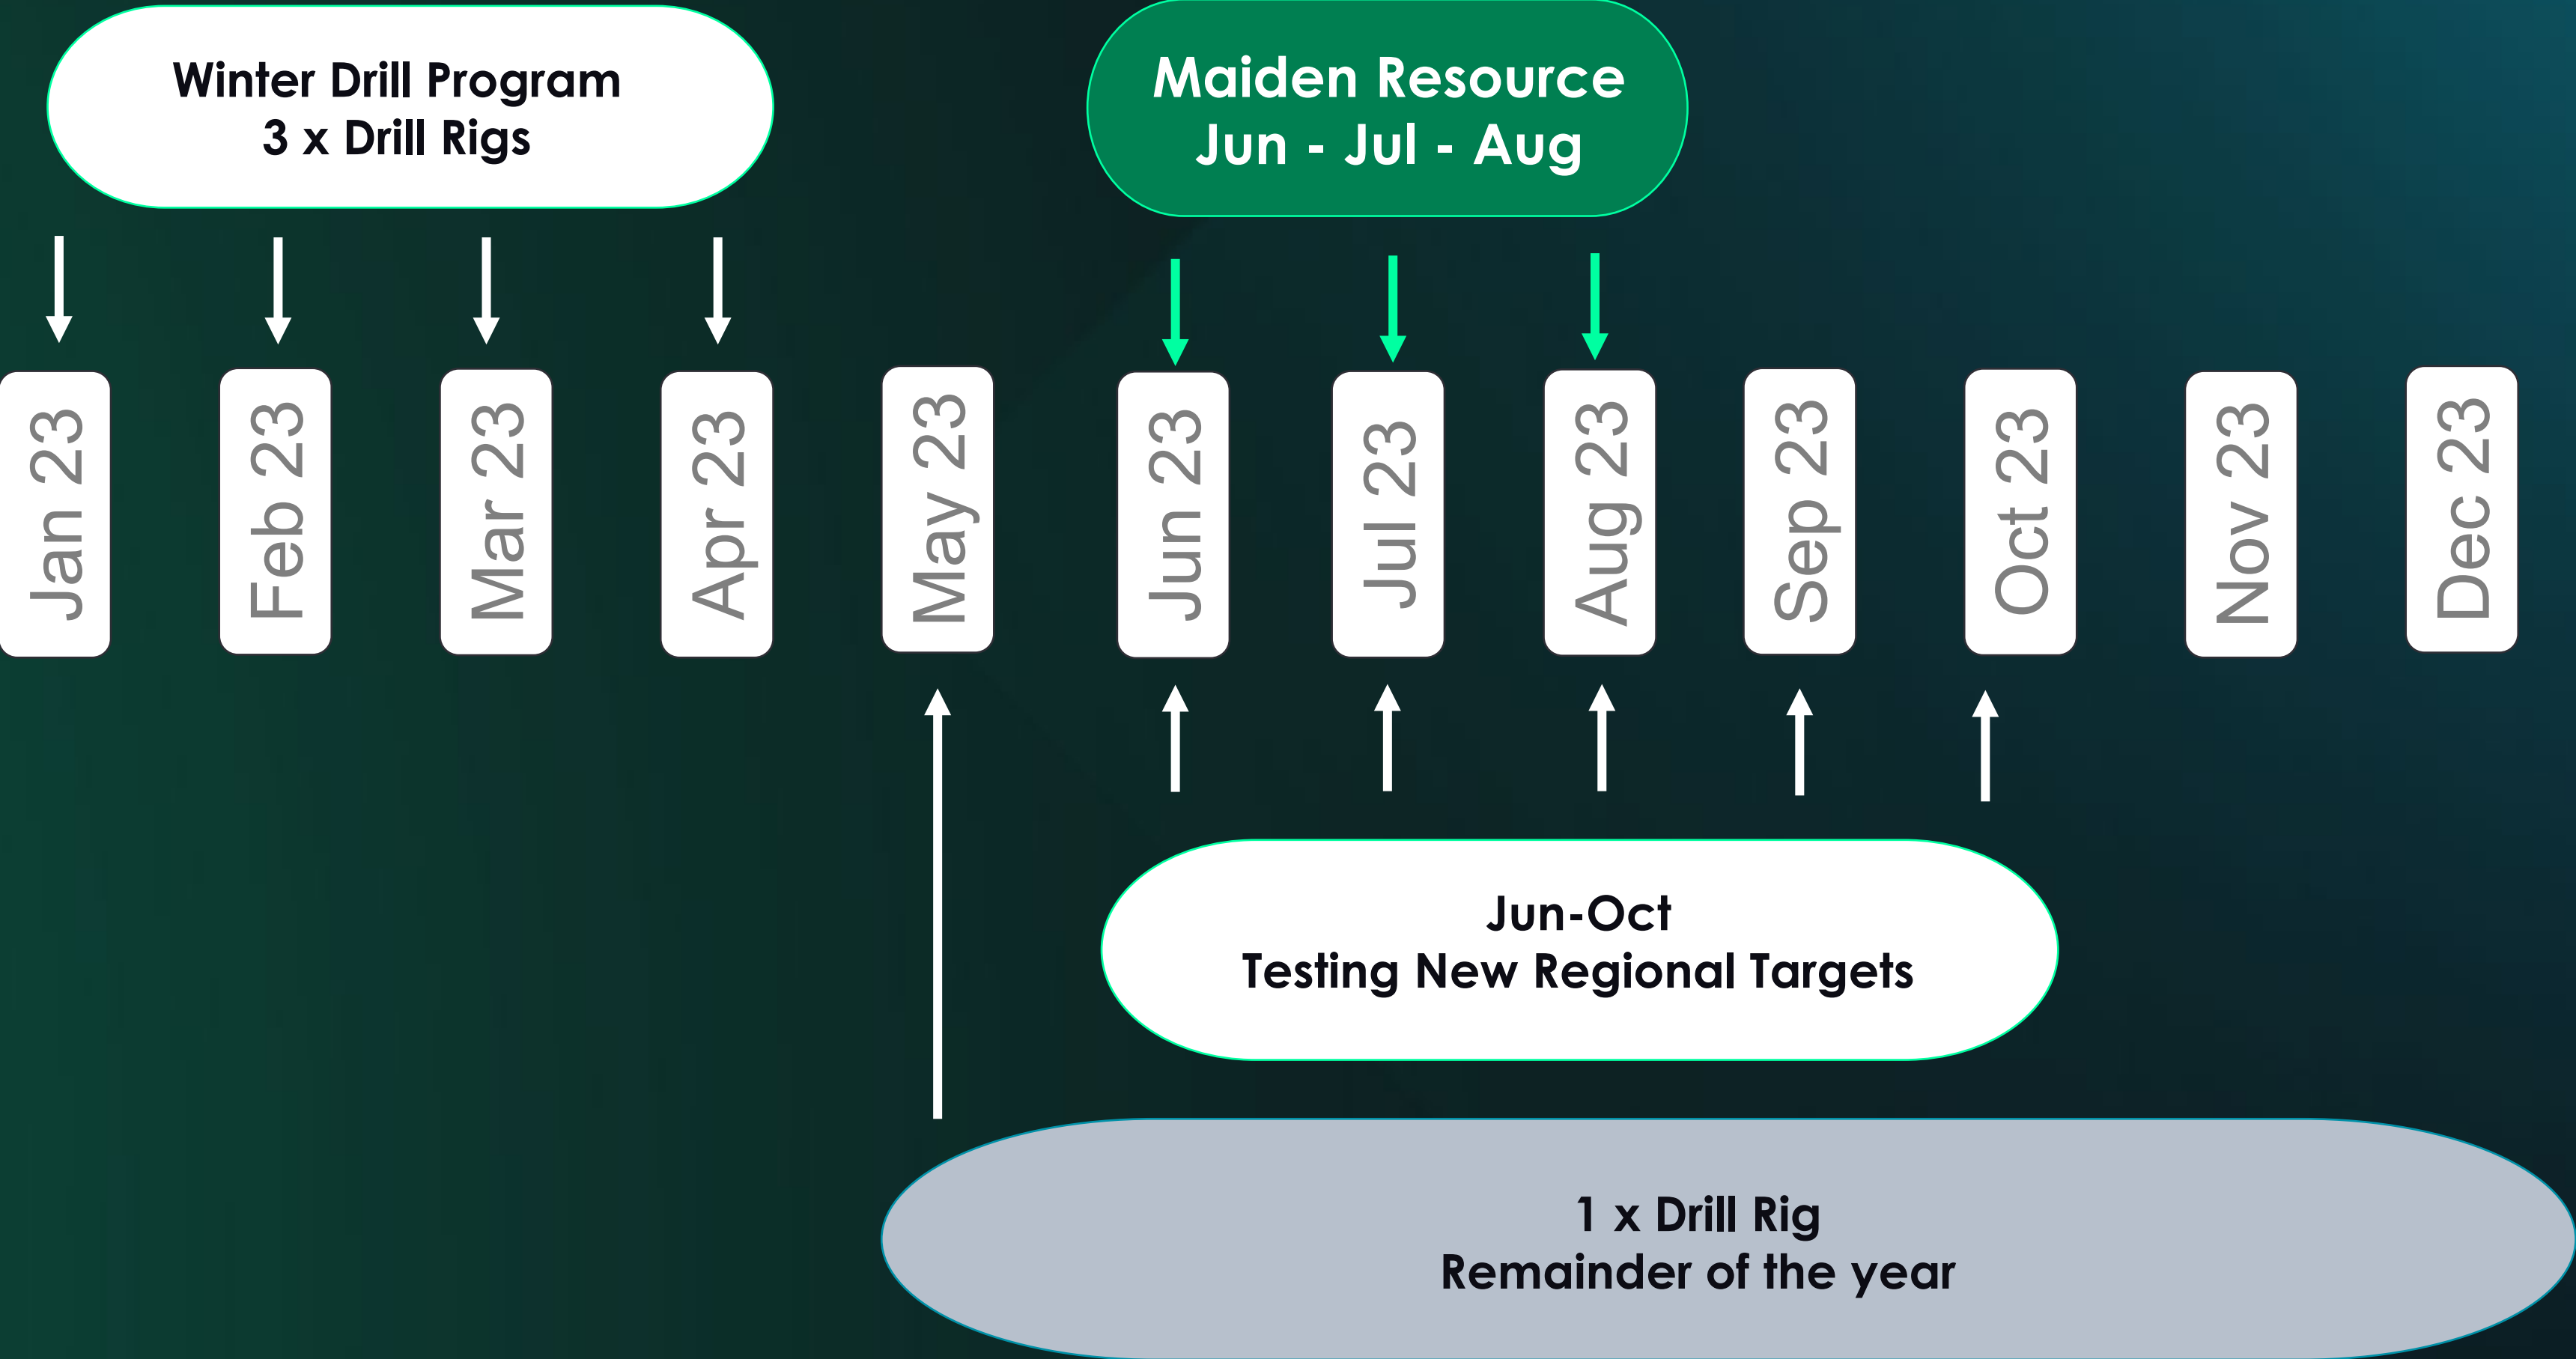 Winter Drill Program
3 x Drill Rigs
Maiden Resource
Jun - Jul - Aug
Jan 23
Feb 23
Mar 23
Apr 23
May 23
Jun 23
Jul 23
Aug 23
Sep 23
Oct 23
Nov 23
Dec 23
Jun-Oct
Testing New Regional Targets
1 x Drill Rig
Remainder of the year